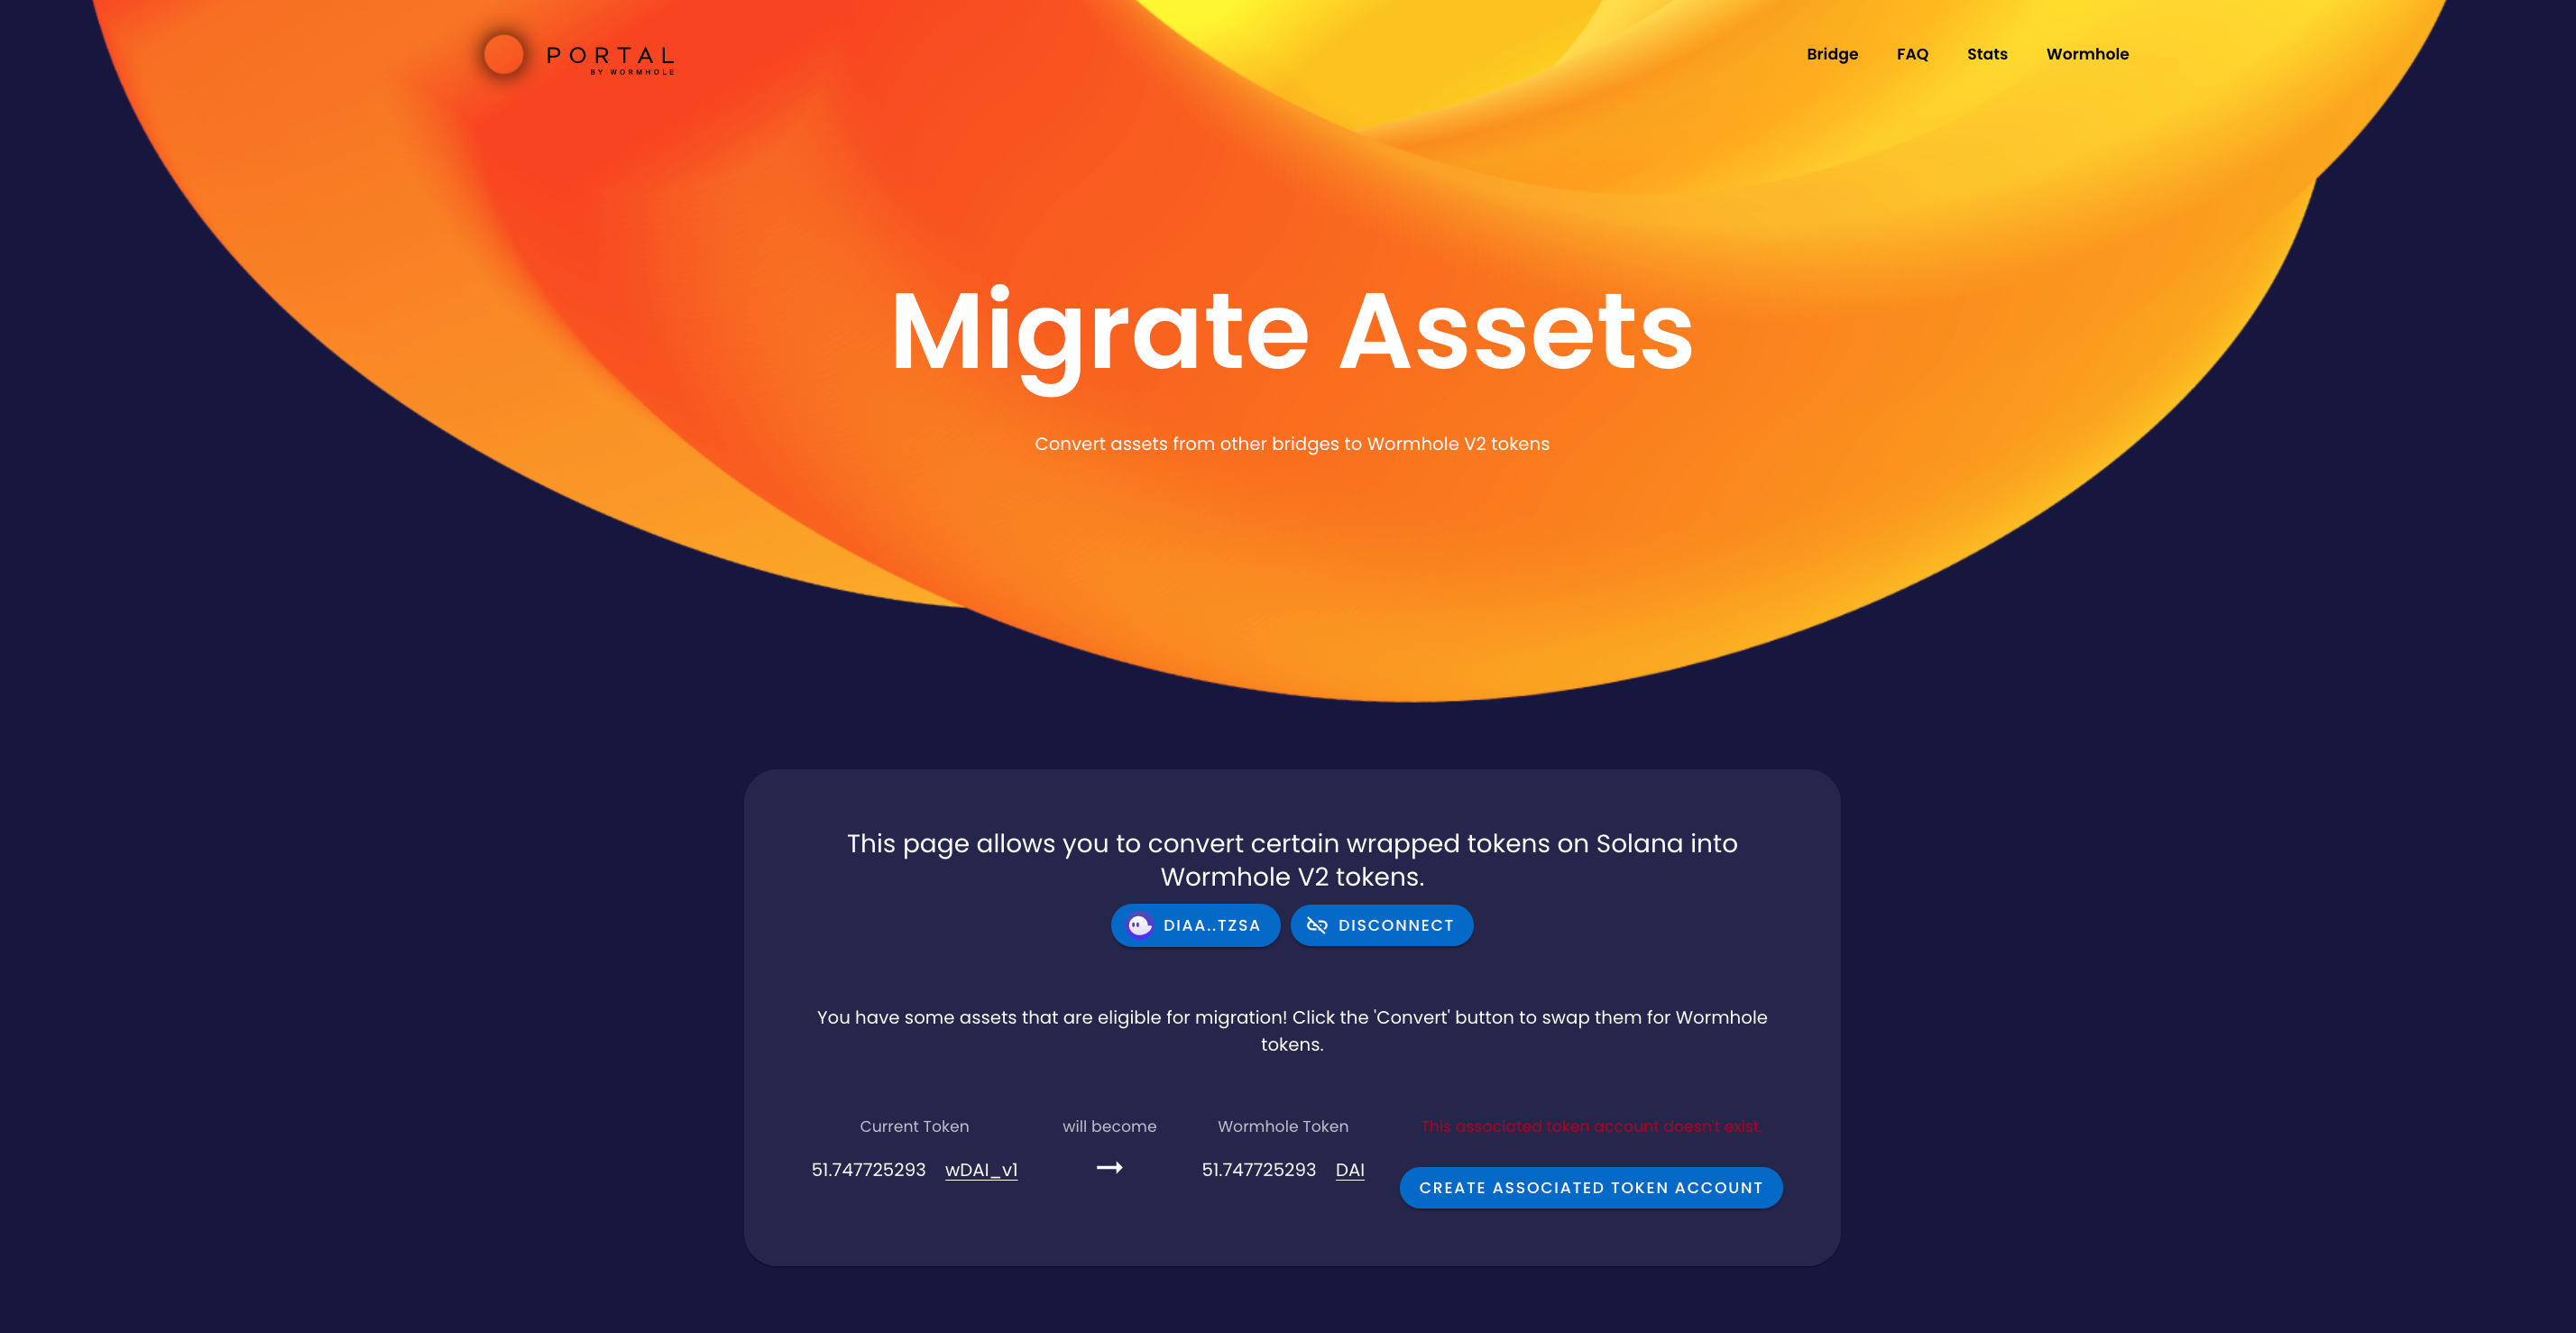 PORTAL
BY WORMHOLE
Bridge FAQ Stats Wormhole
Migrate Assets
Convert assets from other bridges to Wormhole V2 tokens
This page allows you to convert certain wrapped tokens on Solana into
Wormhole V2 tokens.
DIAA..TZSA DISCONNECT
You have some assets that are eligible for migration! Click the 'Convert' button to swap them for Wormhole
tokens.
Current Token will become Wormhole Token This associated token account doesn't exist.
51.747725293 wDAI_v1 → 51.747725293 DAI
CREATE ASSOCIATED TOKEN ACCOUNT